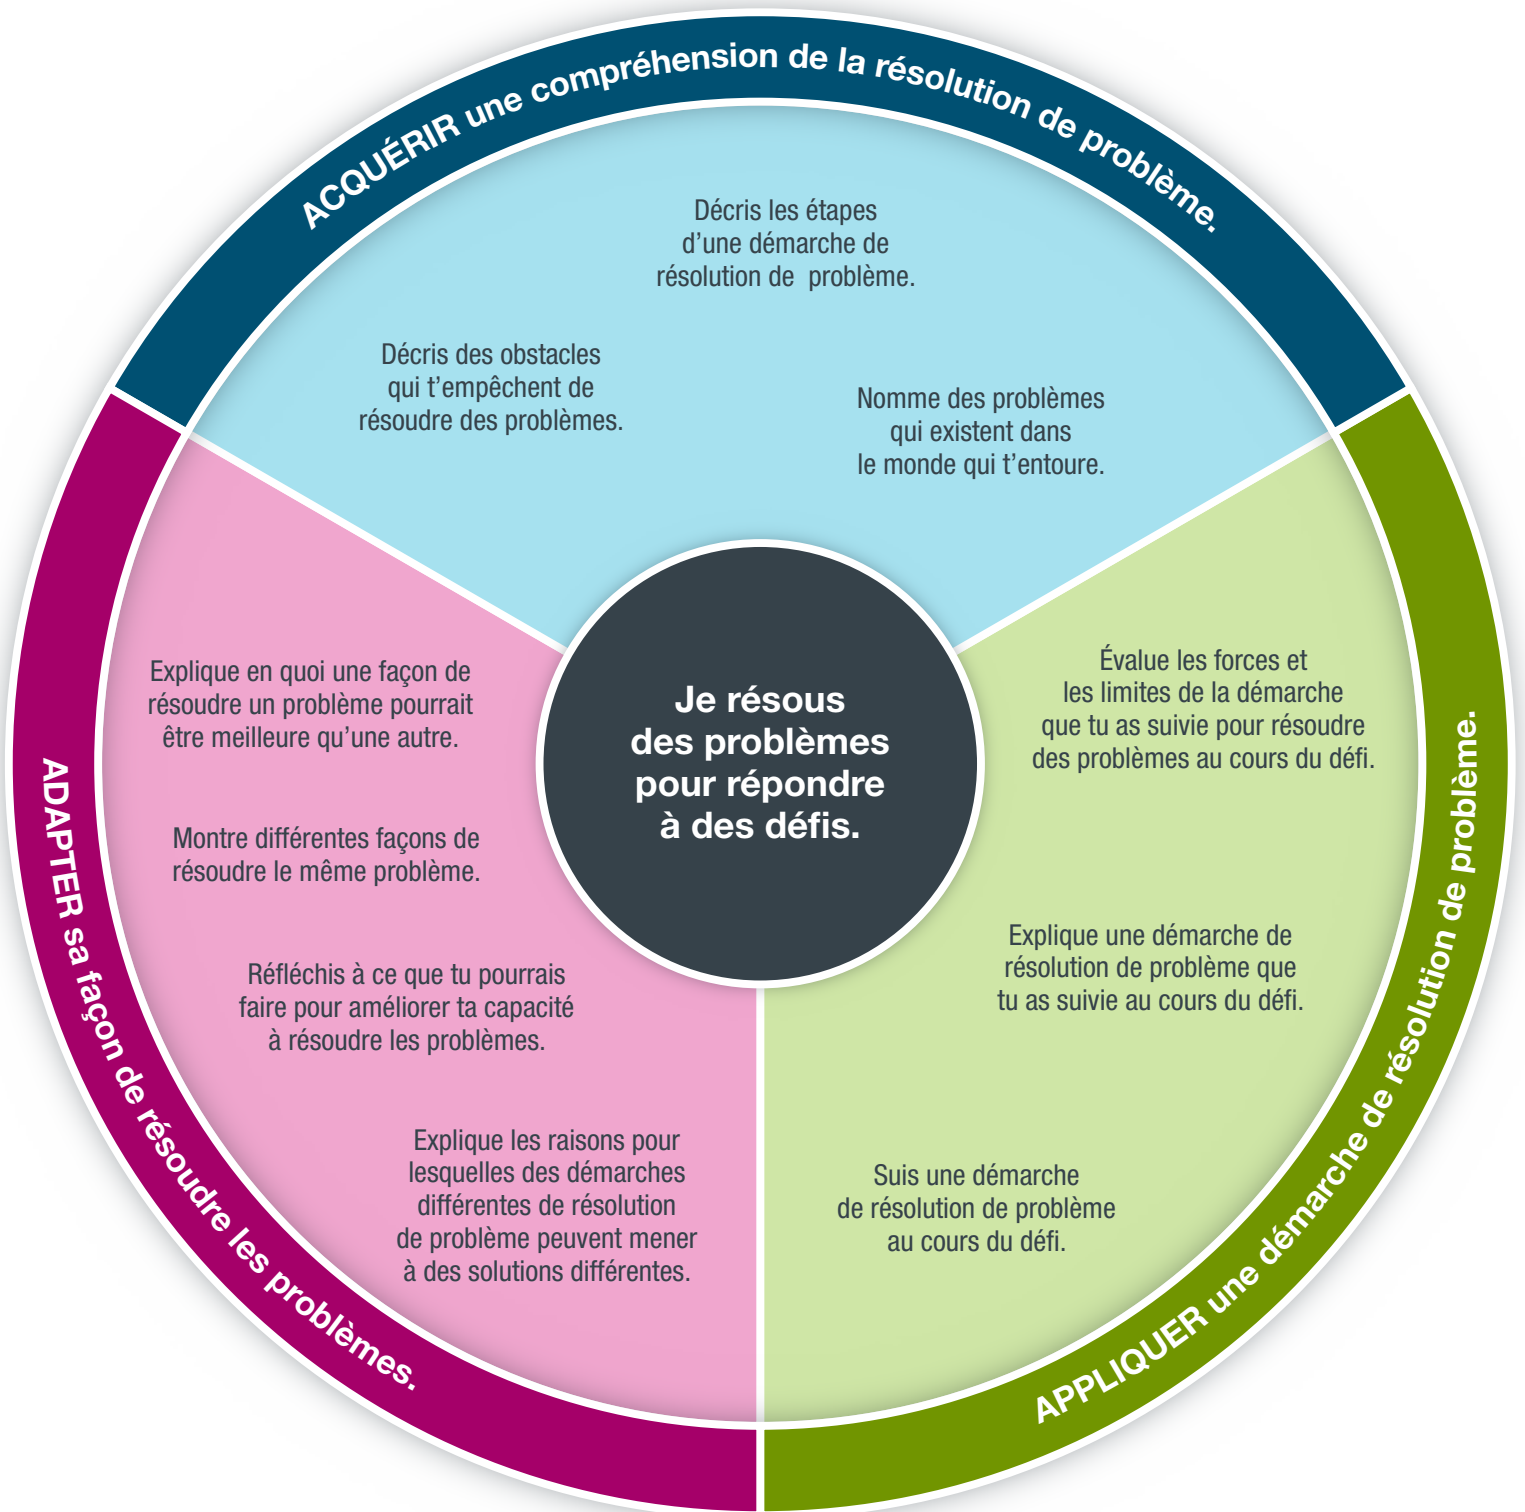 ACQUÉRIR une compréhension de la résolution de problème.
Décris les étapes
d'une démarche de
résolution de  problème.
Décris des obstacles
qui t'empêchent de
résoudre des problèmes.
Nomme des problèmes
qui existent dans
le monde qui t'entoure.
Je résous
des problèmes
pour répondre
à des défis.
APPLIQUER une démarche de résolution de problème.
Évalue les forces et
les limites de la démarche
que tu as suivie pour résoudre
des problèmes au cours du défi.
Explique une démarche de
résolution de problème que
tu as suivie au cours du défi.
Suis une démarche
de résolution de problème
au cours du défi.
ADAPTER sa façon de résoudre les problèmes.
Explique en quoi une façon de
résoudre un problème pourrait
être meilleure qu'une autre.
Montre différentes façons de
résoudre le même problème.
Réfléchis à ce que tu pourrais
faire pour améliorer ta capacité
à résoudre les problèmes.
Explique les raisons pour
lesquelles des démarches
différentes de résolution
de problème peuvent mener
à des solutions différentes.